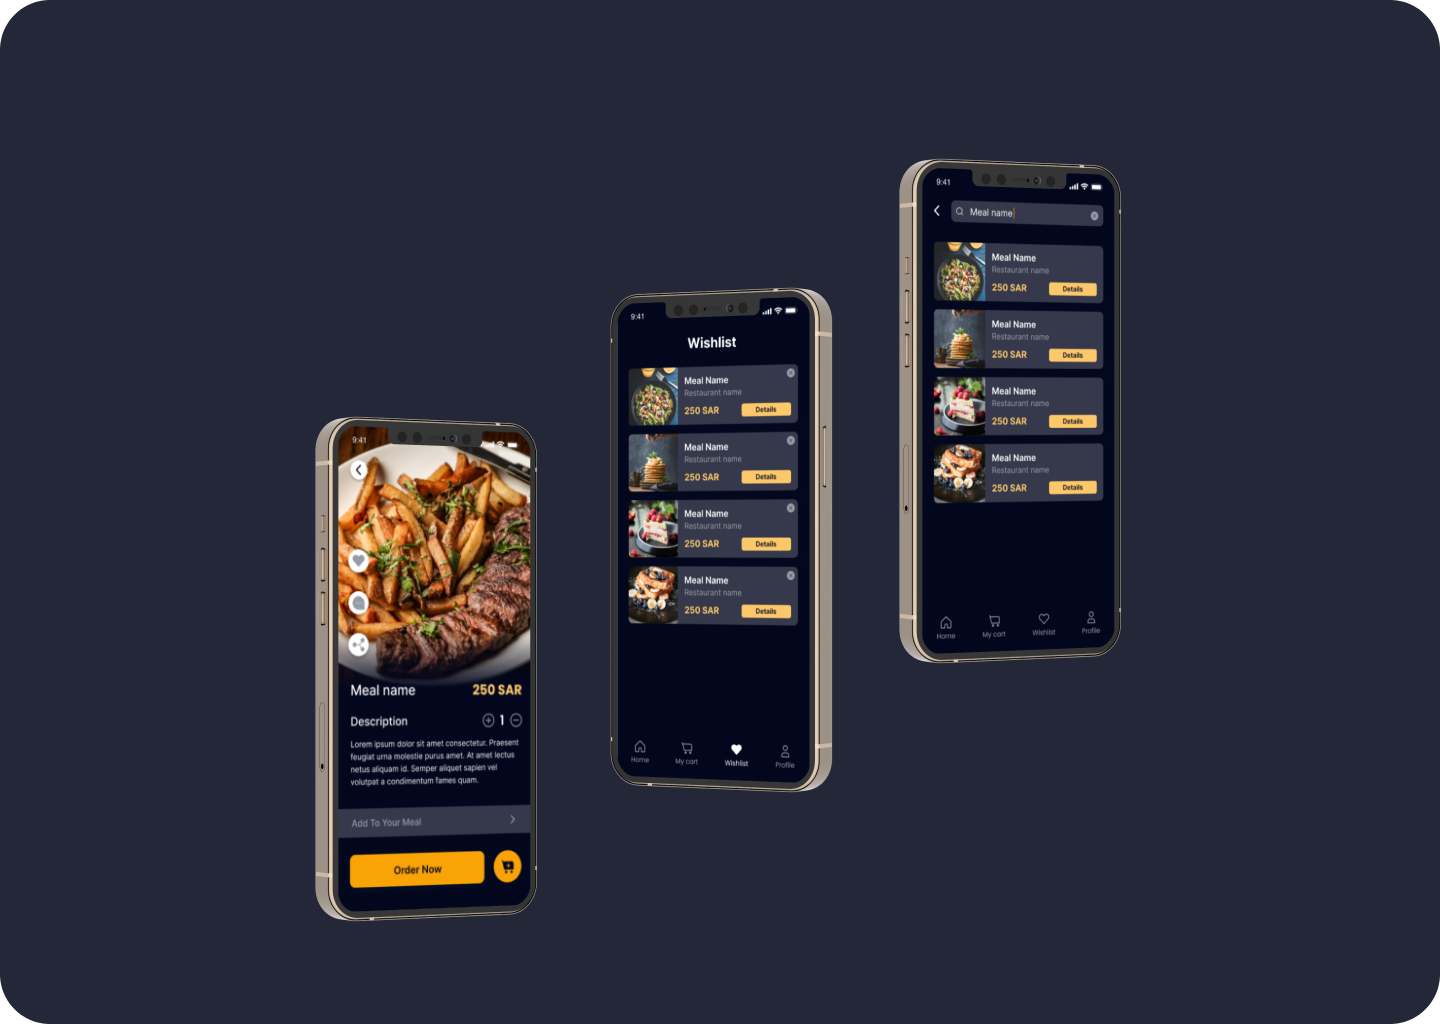 9:41
Meal name
250 SAR
Description
1
Lorem ipsum dolor sit amet consectetur. Praesent
feugiat urna molestie purus amet. At amet lectus
netus aliquam id. Semper aliquet sapien vel
volutpat a condimentum fames quam.
Add To Your Meal
Order Now
9:41
Wishlist
Meal Name
Restaurant name
250 SAR
Details
Meal Name
Restaurant name
250 SAR
Details
Meal Name
Restaurant name
250 SAR
Details
Meal Name
Restaurant name
250 SAR
Details
Home
My cart
Wishlist
Profile
9:41
Meal name
Meal Name
Restaurant name
250 SAR
Details
Meal Name
Restaurant name
250 SAR
Details
Meal Name
Restaurant name
250 SAR
Details
Meal Name
Restaurant name
250 SAR
Details
Home
My cart
Wishlist
Profile